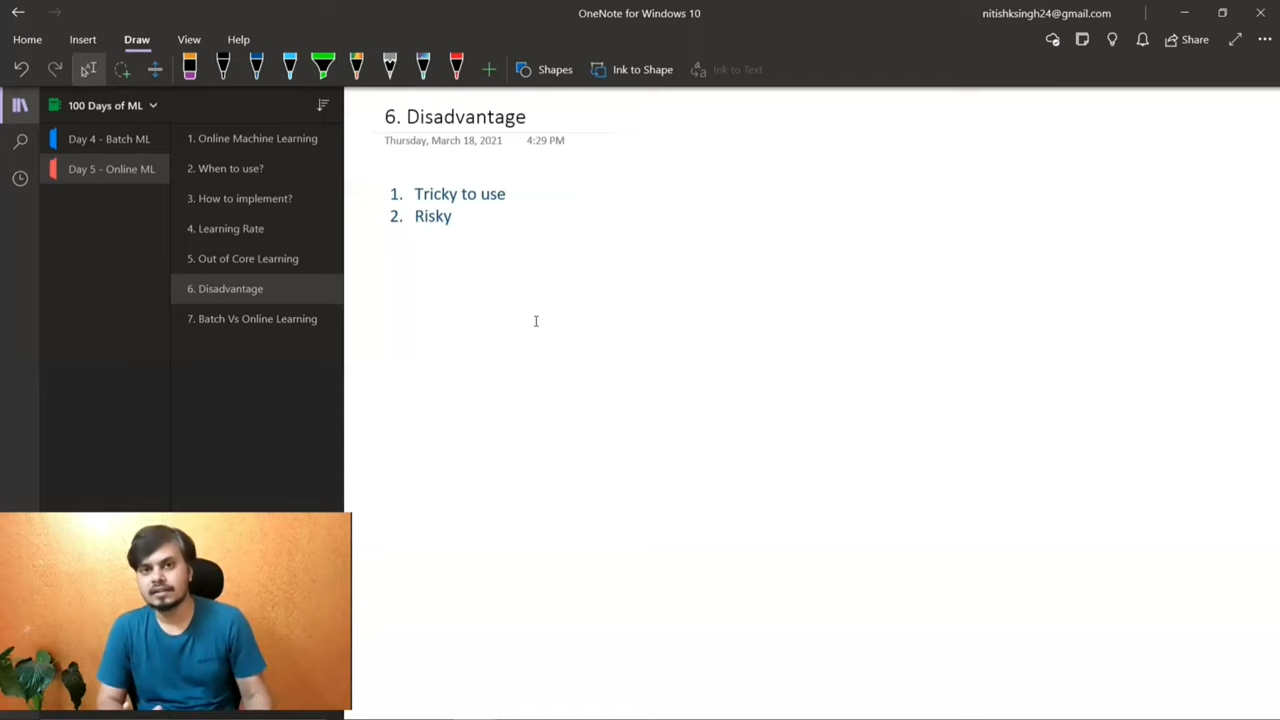 OneNote for Windows 10
nitishksingh24@gmail.com
Home
Insert
Draw
View
Help
Share
Shapes
Ink to Shape
Ink to Text
100 Days of ML
Day 4 - Batch ML
Day 5 - Online ML
1. Online Machine Learning
2. When to use?
3. How to implement?
4. Learning Rate
5. Out of Core Learning
6. Disadvantage
7. Batch Vs Online Learning
6. Disadvantage
Thursday, March 18, 2021 4:29 PM
1. Tricky to use
2. Risky